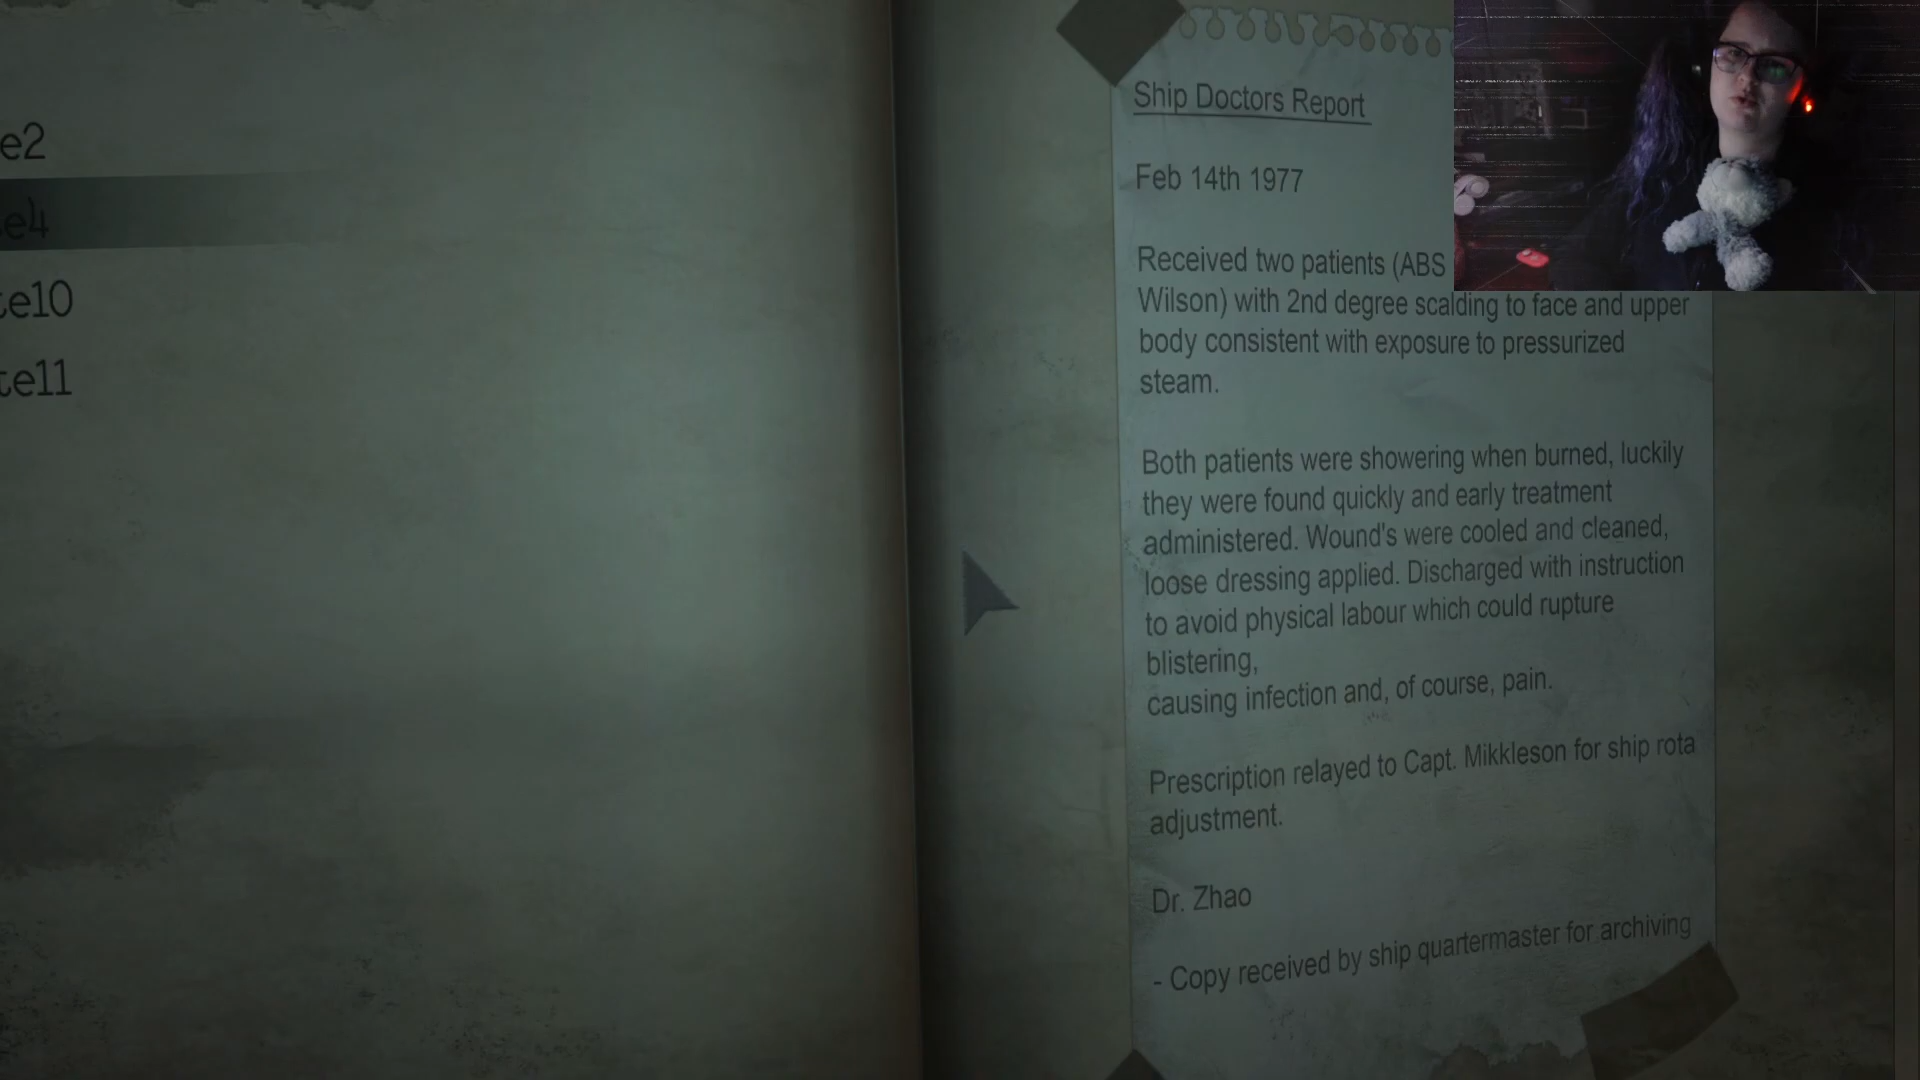 e2
e4
te10
te11
Ship Doctors Report
Feb 14th 1977
Received two patients (ABS
Wilson) with 2nd degree scalding to face and upper
body consistent with exposure to pressurized
steam.
Both patients were showering when burned, luckily
they were found quickly and early treatment
administered. Wound's were cooled and cleaned,
loose dressing applied. Discharged with instruction
to avoid physical labour which could rupture
blistering,
causing infection and, of course, pain.
Prescription relayed to Capt. Mikkleson for ship rota
adjustment.
Dr. Zhao
- Copy received by ship quartermaster for archiving